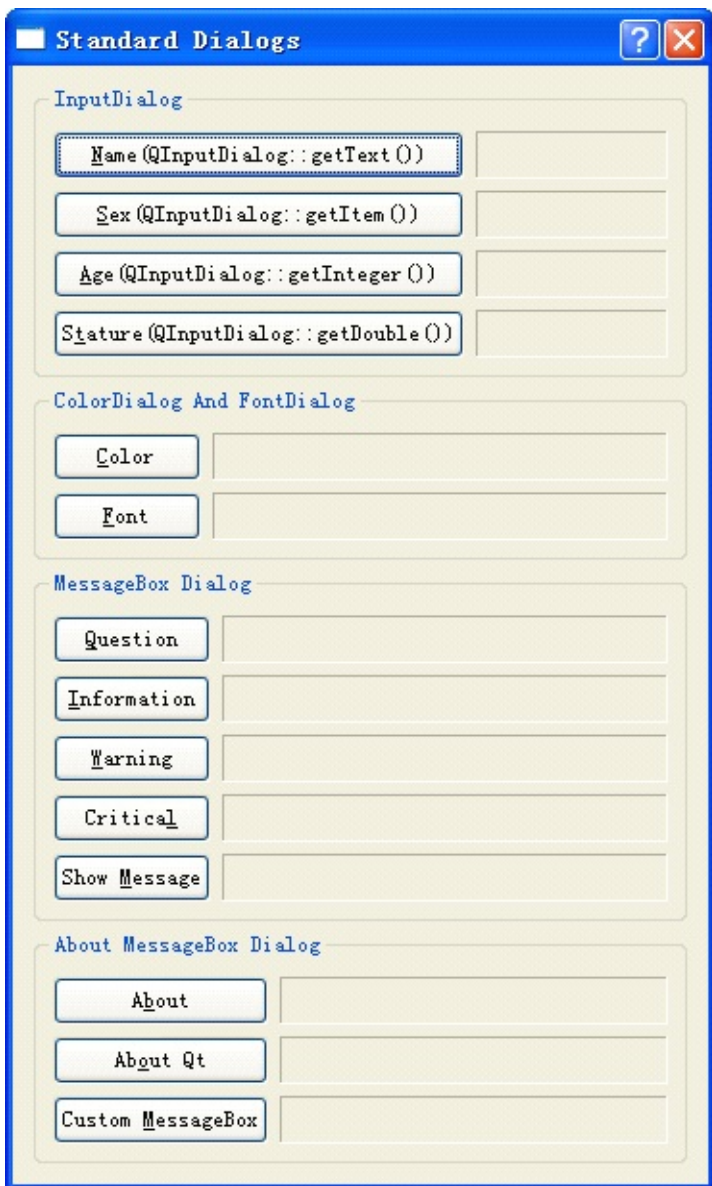 Standard Dialogs
InputDialog
Name(QInputDialog::getText())
Sex(QInputDialog::getItem())
Age(QInputDialog::getInteger())
Stature(QInputDialog::getDouble())
ColorDialog And FontDialog
Color
Font
MessageBox Dialog
Question
Information
Warning
Critical
Show Message
About MessageBox Dialog
About
About Qt
Custom MessageBox